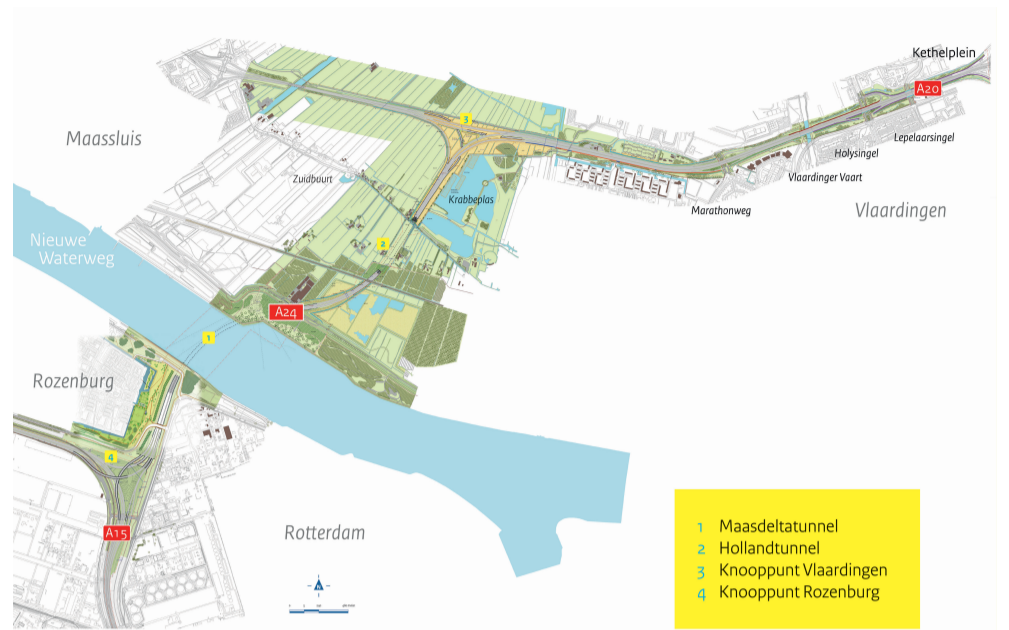 Kethelplein
A20
Maassluis
3
Lepelaarsingel
Holysingel
Zuidbuurt
Vlaardinger Vaart
Krabbeplas
Marathonweg
Vlaardingen
Nieuwe
Waterweg
2
A24
1
Rozenburg
4
A15
Rotterdam
1 Maasdeltatunnel
2 Hollandtunnel
3 Knooppunt Vlaardingen
4 Knooppunt Rozenburg